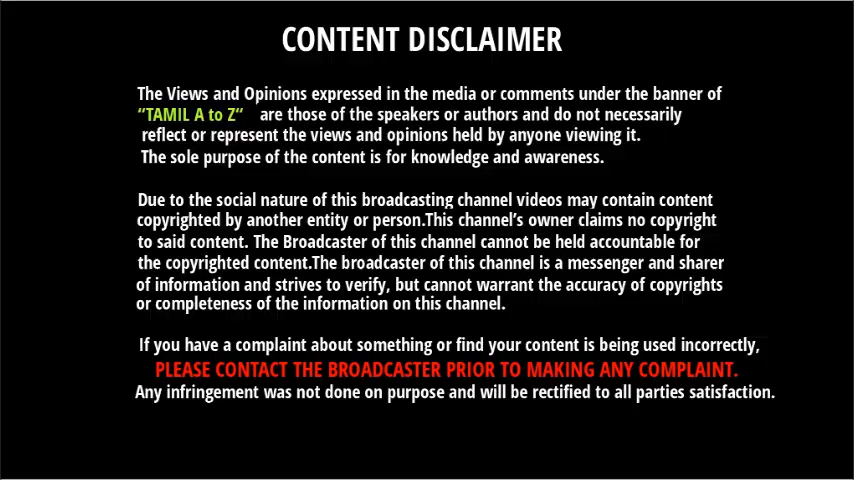 CONTENT DISCLAIMER
The Views and Opinions expressed in the media or comments under the banner of
“TAMIL A to Z” are those of the speakers or authors and do not necessarily
reflect or represent the views and opinions held by anyone viewing it.
The sole purpose of the content is for knowledge and awareness.
Due to the social nature of this broadcasting channel videos may contain content
copyrighted by another entity or person.This channel’s owner claims no copyright
to said content. The Broadcaster of this channel cannot be held accountable for
the copyrighted content.The broadcaster of this channel is a messenger and sharer
of information and strives to verify, but cannot warrant the accuracy of copyrights
or completeness of the information on this channel.
If you have a complaint about something or find your content is being used incorrectly,
PLEASE CONTACT THE BROADCASTER PRIOR TO MAKING ANY COMPLAINT.
Any infringement was not done on purpose and will be rectified to all parties satisfaction.